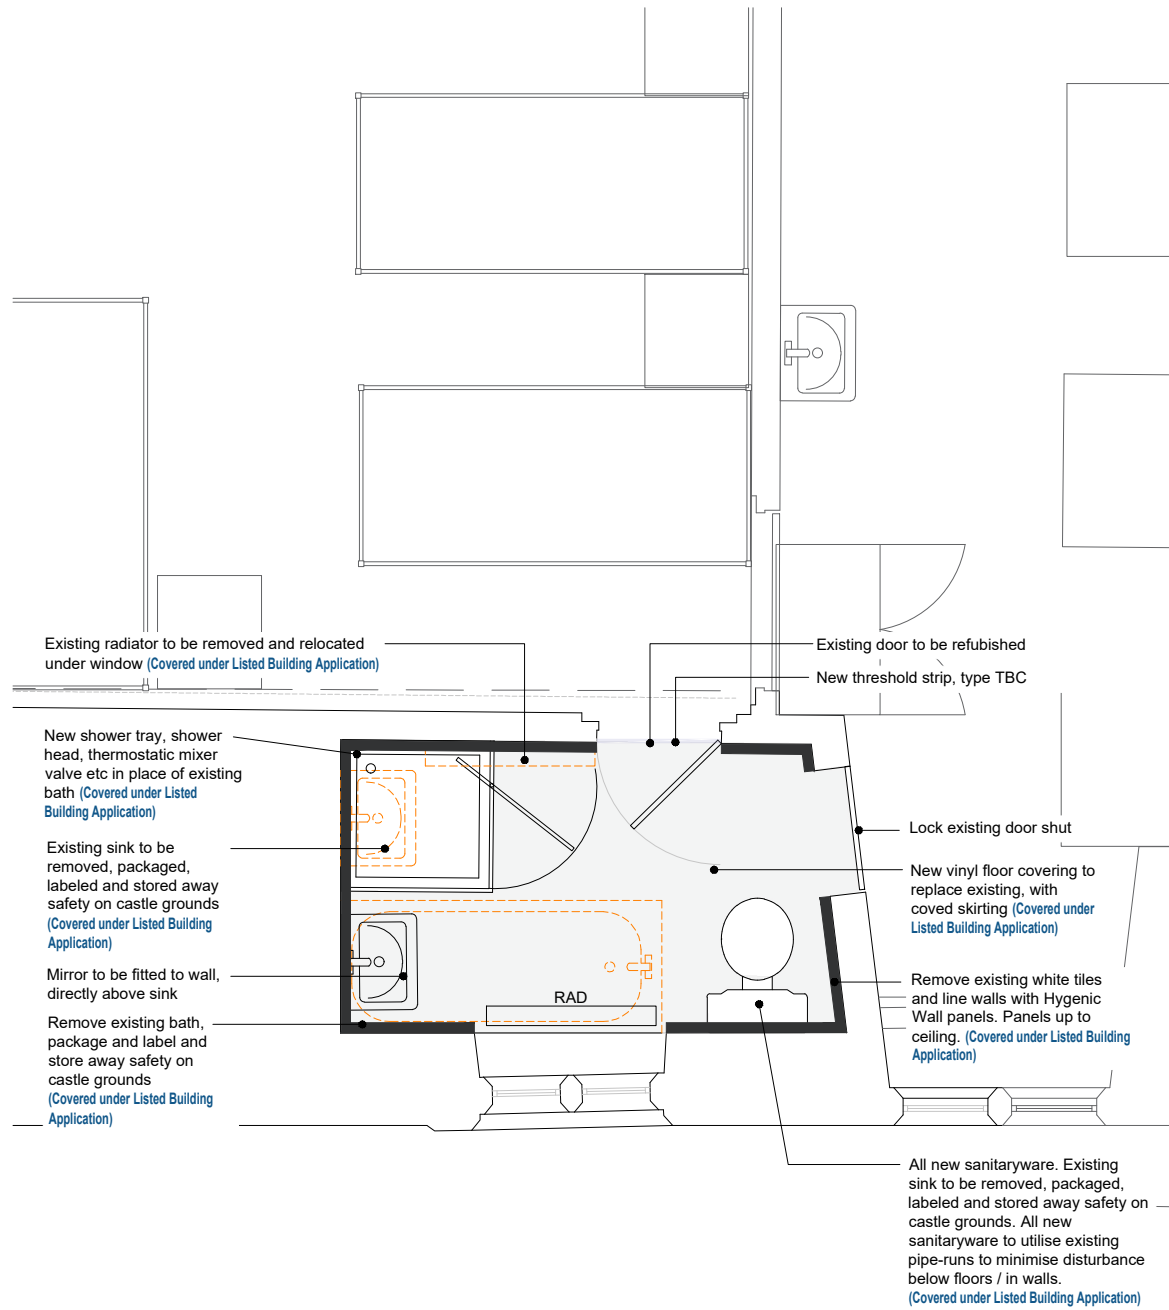 Existing radiator to be removed and relocated
under window (Covered under Listed Building Application)
Existing door to be refubished
New threshold strip, type TBC
New shower tray, shower
head, thermostatic mixer
valve etc in place of existing
bath (Covered under Listed
Building Application)
Existing sink to be
removed, packaged,
labeled and stored away
safety on castle grounds
(Covered under Listed Building
Application)
Mirror to be fitted to wall,
directly above sink
Remove existing bath,
package and label and
store away safety on
castle grounds
(Covered under Listed Building
Application)
RAD
Lock existing door shut
New vinyl floor covering to
replace existing, with
coved skirting (Covered under
Listed Building Application)
Remove existing white tiles
and line walls with Hygenic
Wall panels. Panels up to
ceiling. (Covered under Listed Building
Application)
All new sanitaryware. Existing
sink to be removed, packaged,
labeled and stored away safety on
castle grounds. All new
sanitaryware to utilise existing
pipe-runs to minimise disturbance
below floors / in walls.
(Covered under Listed Building Application)